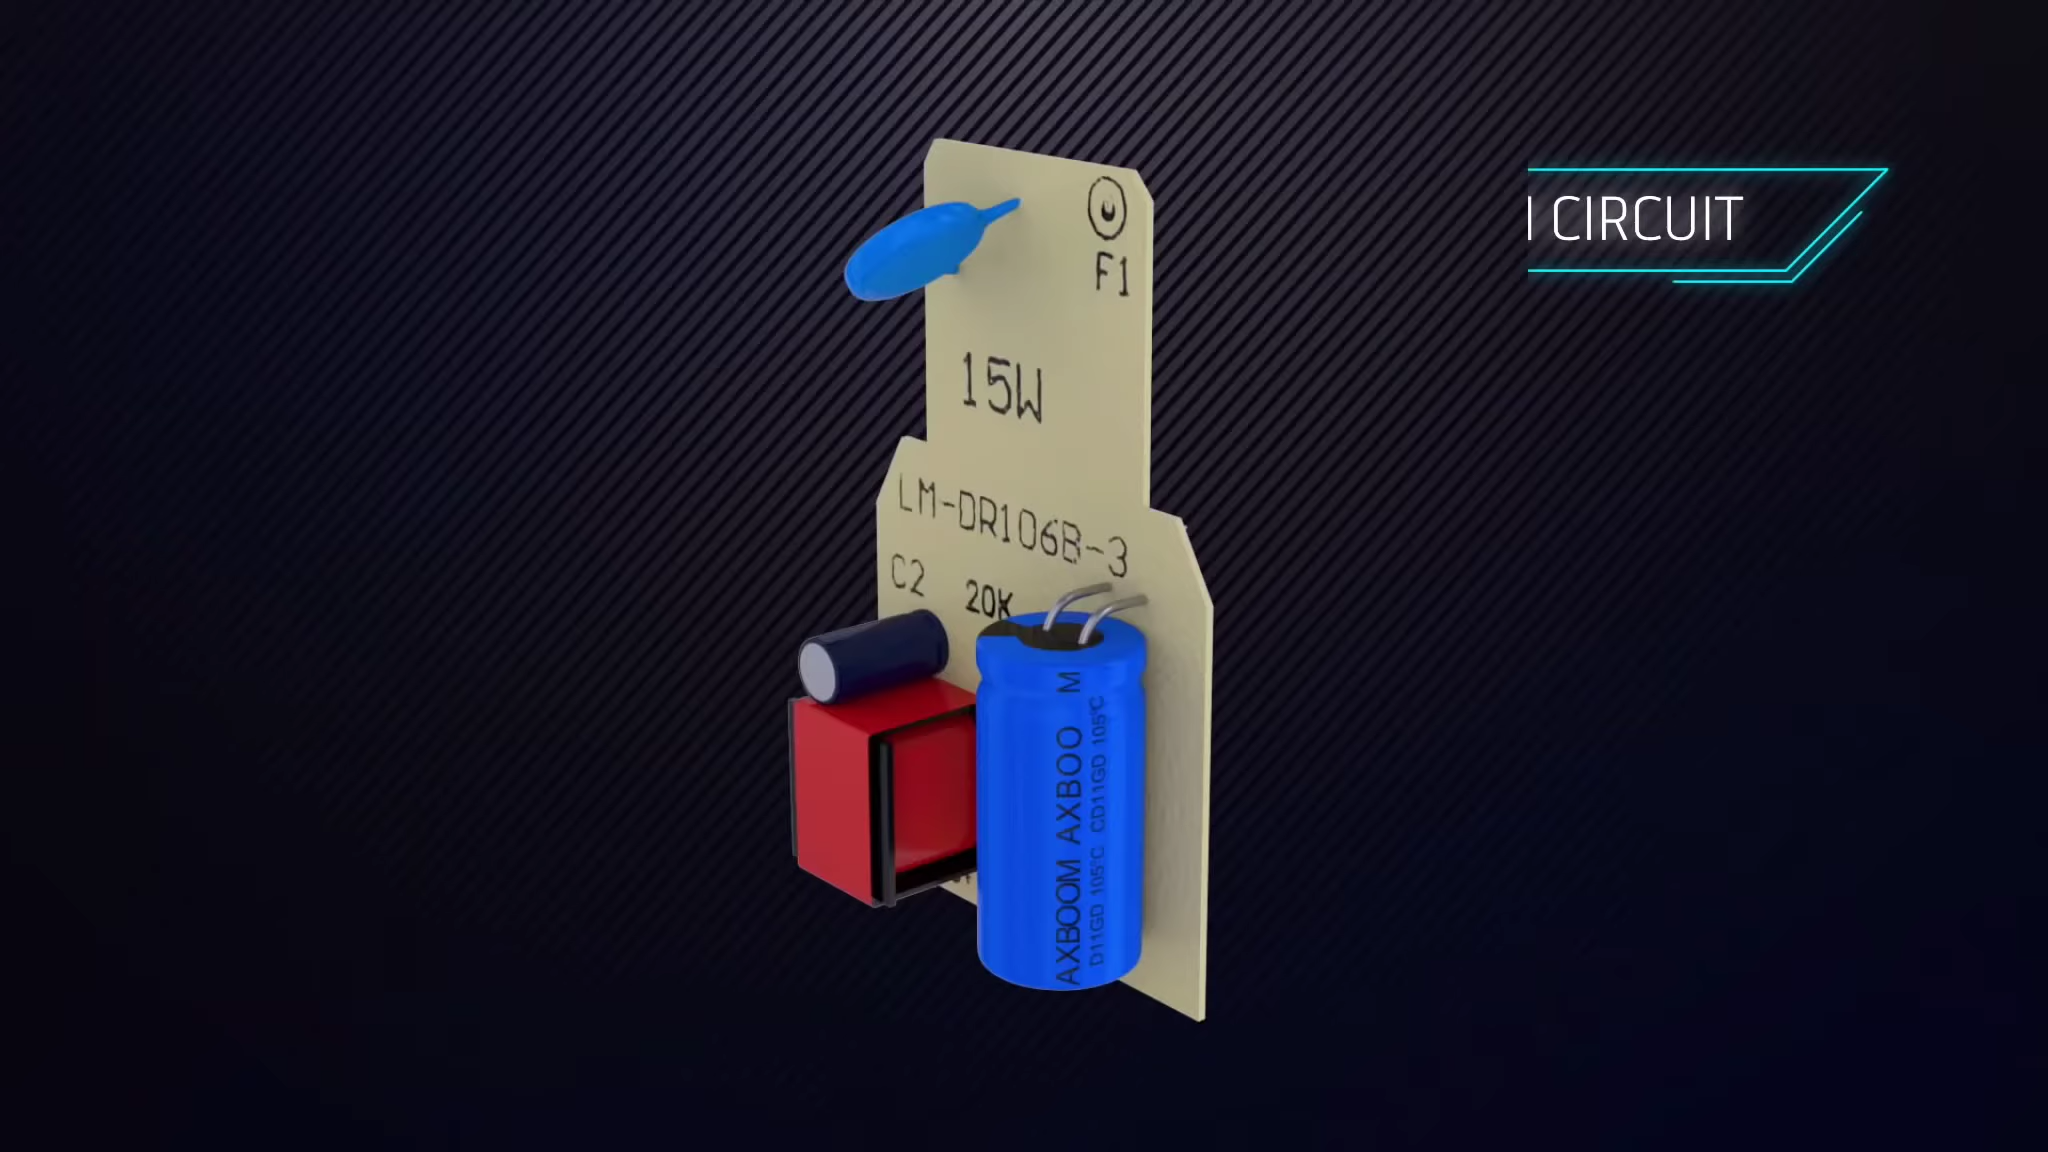 CIRCUIT
F1
15W
LM-DR106B-3
C2 20K
M
AXBOOM AXBOO
D11GD 105°C CD11GD 105°C